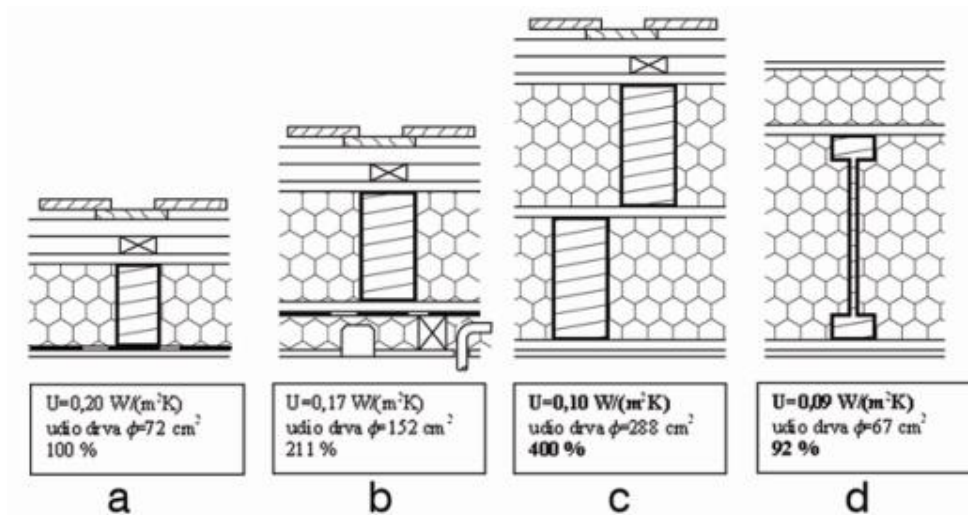 U=0,20 W/(m²K)
udio drva ϕ=72 cm²
100 %
a
U=0,17 W/(m²K)
udio drva ϕ=152 cm²
211 %
b
U=0,10 W/(m²K)
udio drva ϕ=288 cm²
400 %
c
U=0,09 W/(m²K)
udio drva ϕ=67 cm²
92 %
d